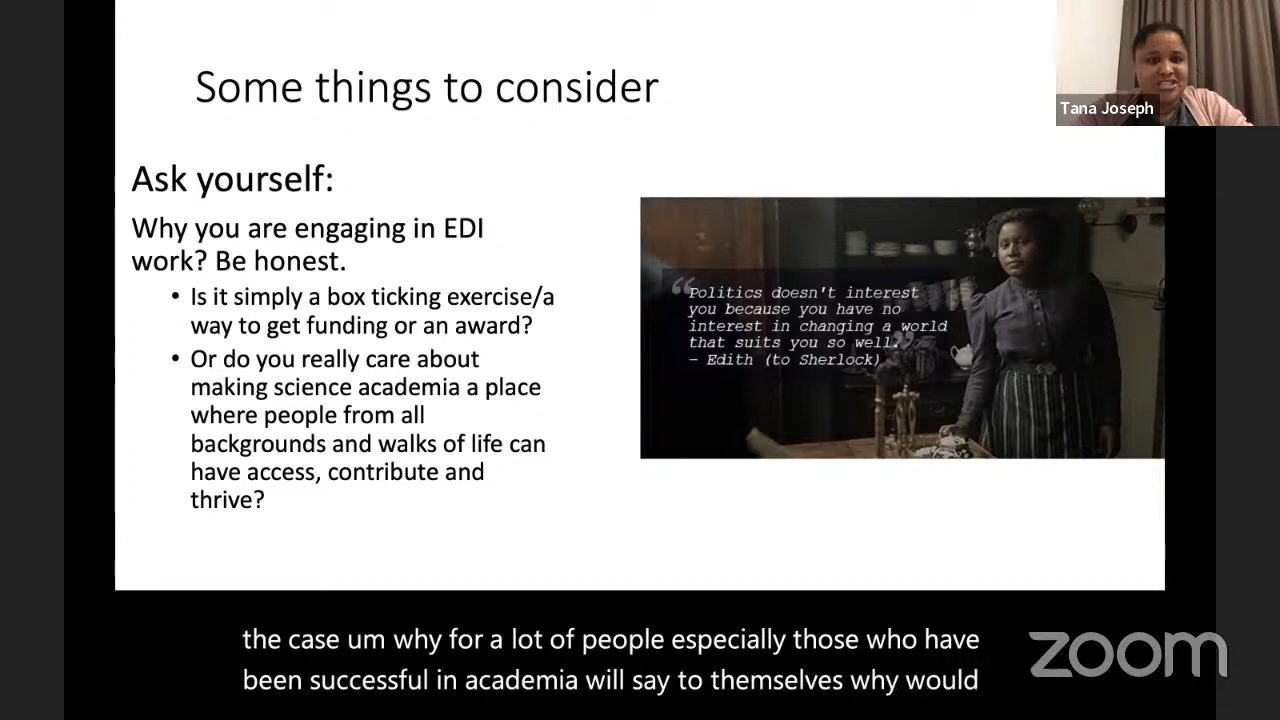 Some things to consider
Tana Joseph
Ask yourself:
Why you are engaging in EDI
work? Be honest.
• Is it simply a box ticking exercise/a
way to get funding or an award?
• Or do you really care about
making science academia a place
where people from all
backgrounds and walks of life can
have access, contribute and
thrive?
“Politics doesn't interest
you because you have no
interest in changing a world
that suits you so well.”
– Edith (to Sherlock)
the case um why for a lot of people especially those who have
been successful in academia will say to themselves why would
zoom